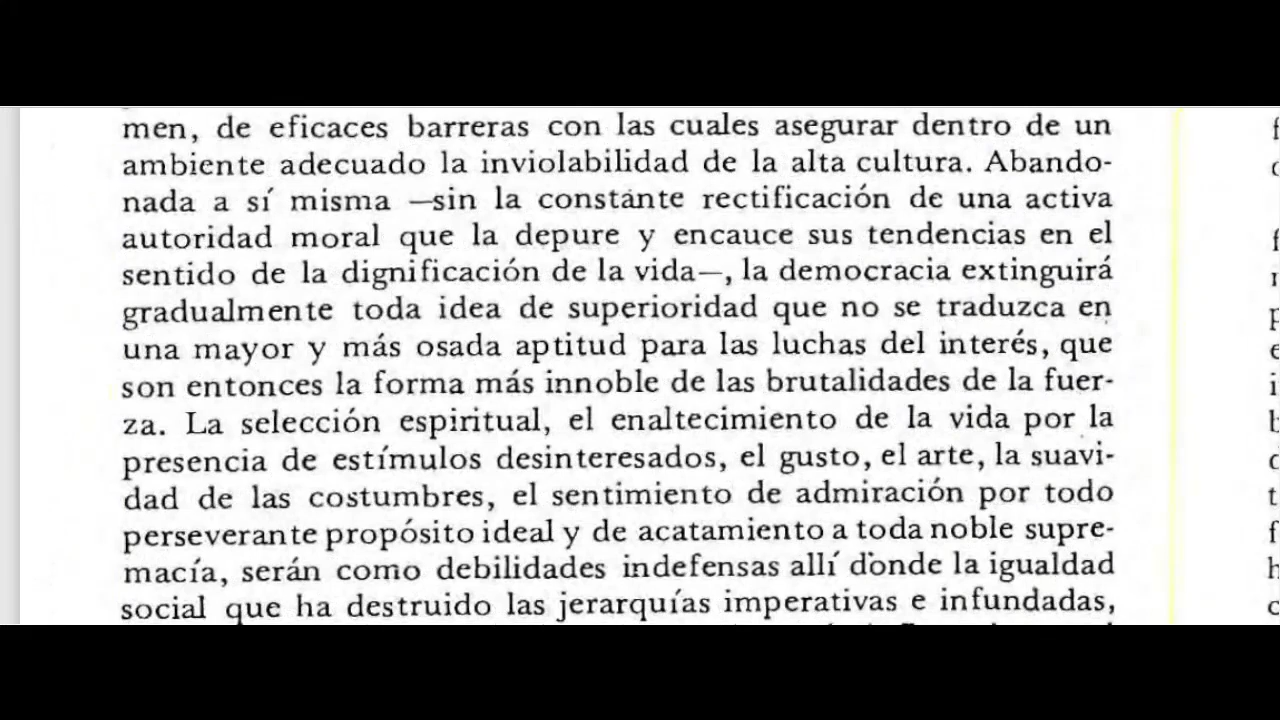 men, de eficaces barreras con las cuales asegurar dentro de un
ambiente adecuado la inviolabilidad de la alta cultura. Abando-
nada a sí misma —sin la constante rectificación de una activa
autoridad moral que la depure y encauce sus tendencias en el
sentido de la dignificación de la vida—, la democracia extinguirá
gradualmente toda idea de superioridad que no se traduzca en
una mayor y más osada aptitud para las luchas del interés, que
son entonces la forma más innoble de las brutalidades de la fuer-
za. La selección espiritual, el enaltecimiento de la vida por la
presencia de estímulos desinteresados, el gusto, el arte, la suavi-
dad de las costumbres, el sentimiento de admiración por todo
perseverante propósito ideal y de acatamiento a toda noble supre-
macía, serán como debilidades indefensas allí donde la igualdad
social que ha destruido las jerarquías imperativas e infundadas,